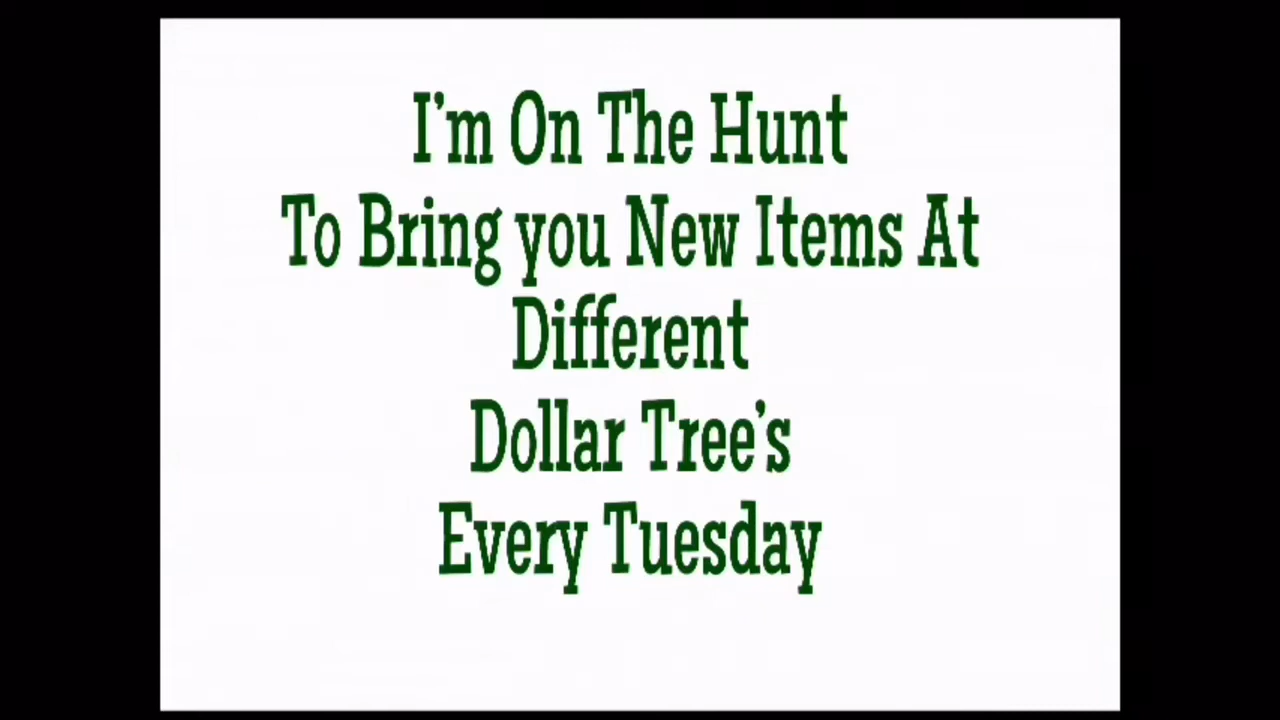 I'm On The Hunt
To Bring you New Items At
Different
Dollar Tree's
Every Tuesday